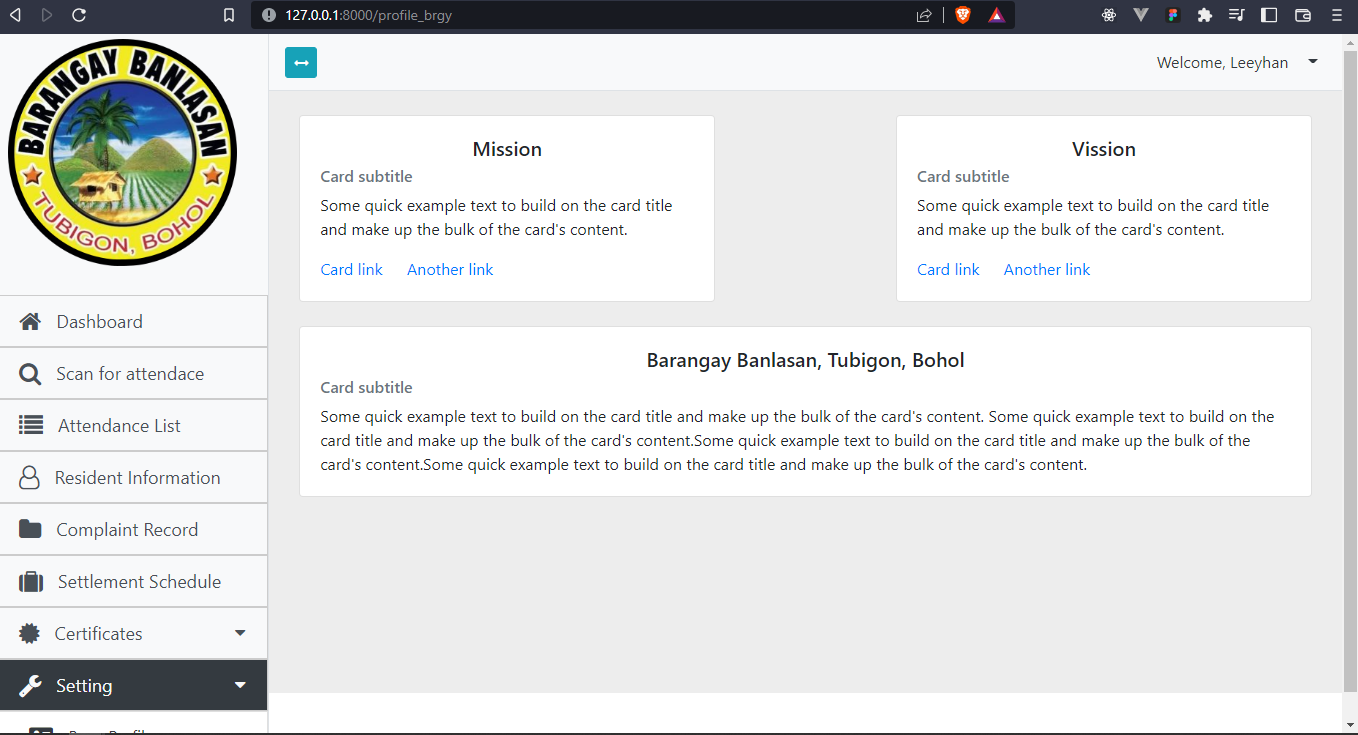 127.0.0.1:8000/profile_brgy
BARANGAY BANLASAN
TUBIGON, BOHOL
Welcome, Leeyhan
Dashboard
Scan for attendace
Attendance List
Resident Information
Complaint Record
Settlement Schedule
Certificates
Setting
Mission
Card subtitle
Some quick example text to build on the card title
and make up the bulk of the card's content.
Card link Another link
Vission
Card subtitle
Some quick example text to build on the card title
and make up the bulk of the card's content.
Card link Another link
Barangay Banlasan, Tubigon, Bohol
Card subtitle
Some quick example text to build on the card title and make up the bulk of the card's content. Some quick example text to build on the
card title and make up the bulk of the card's content.Some quick example text to build on the card title and make up the bulk of the
card's content.Some quick example text to build on the card title and make up the bulk of the card's content.